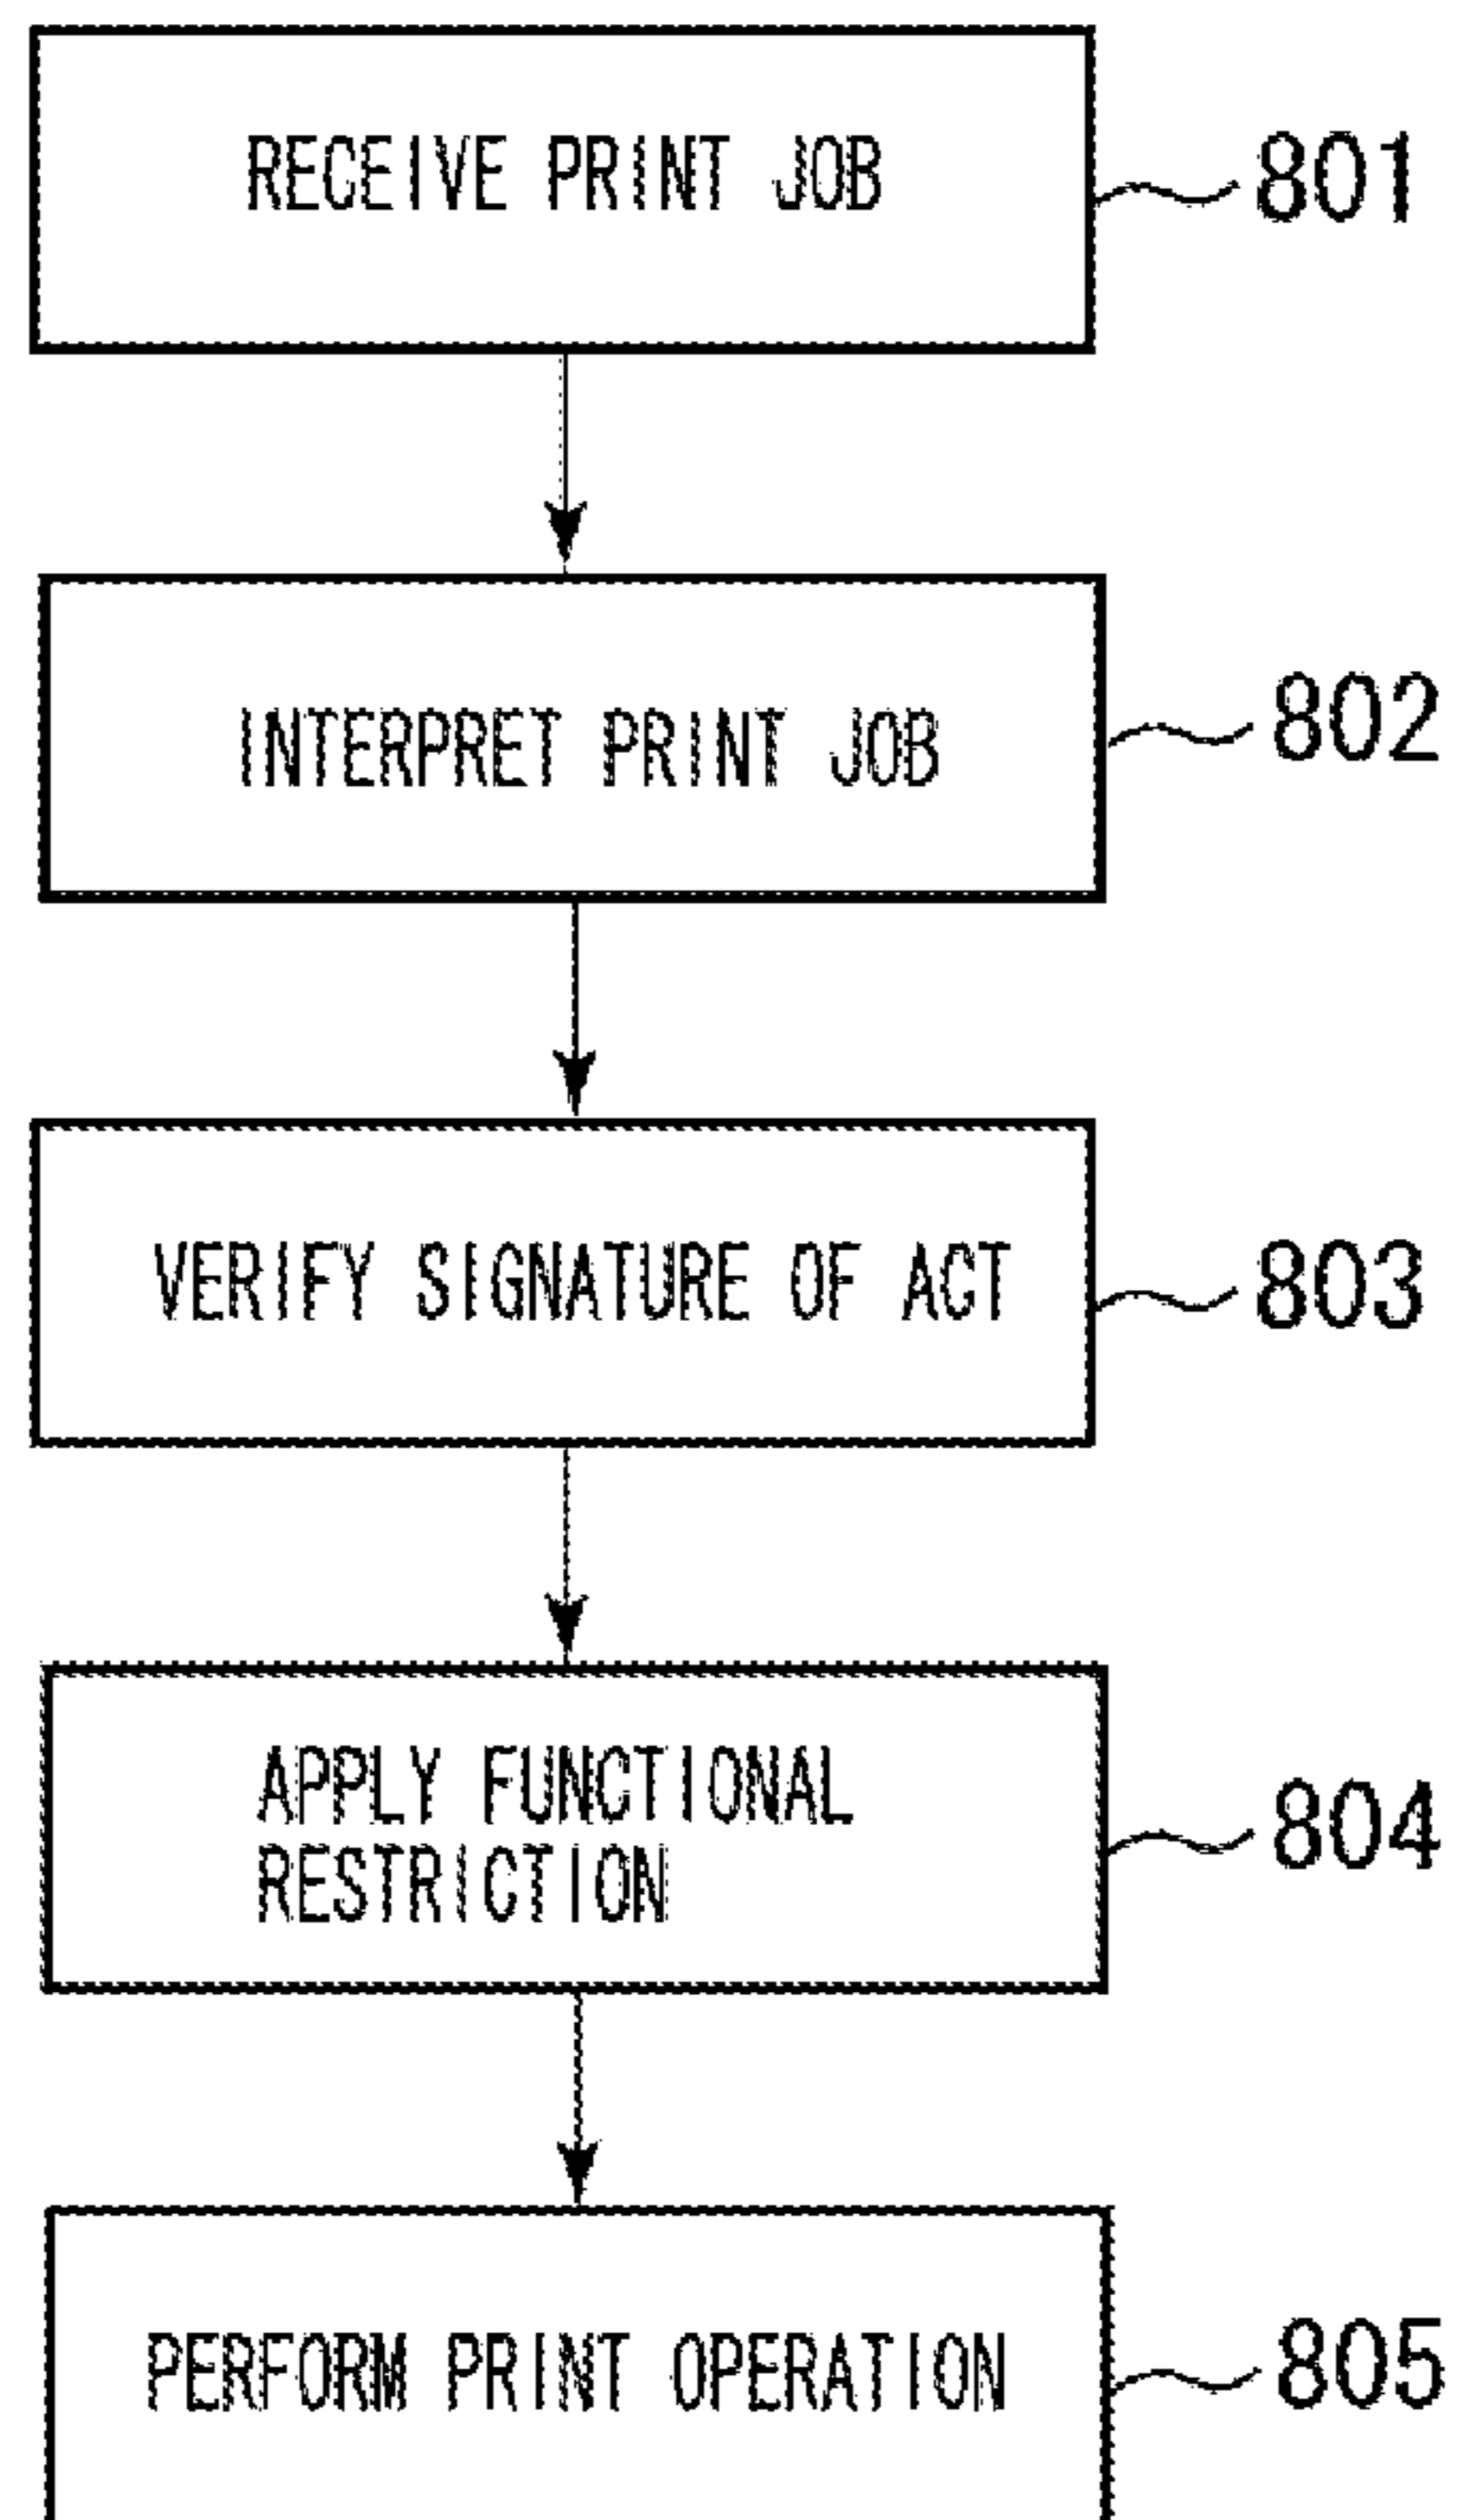 RECEIVE PRINT JOB
801
INTERPRET PRINT JOB
802
VERIFY SIGNATURE OF ACT
803
APPLY FUNCTIONAL
RESTRICTION
804
PERFORM PRINT OPERATION
805